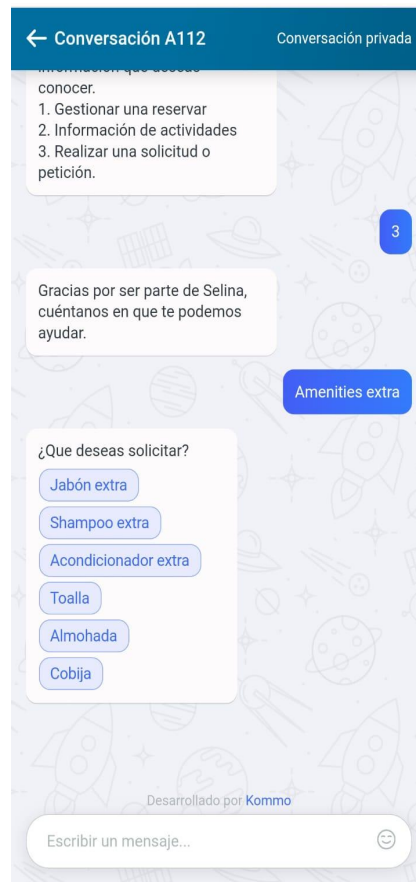 Conversación A112
Conversación privada
conocer.
1. Gestionar una reservar
2. Información de actividades
3. Realizar una solicitud o
petición.
3
Gracias por ser parte de Selina,
cuéntanos en que te podemos
ayudar.
Amenities extra
¿Que deseas solicitar?
Jabón extra
Shampoo extra
Acondicionador extra
Toalla
Almohada
Cobija
Desarrollado por Kommo
Escribir un mensaje...